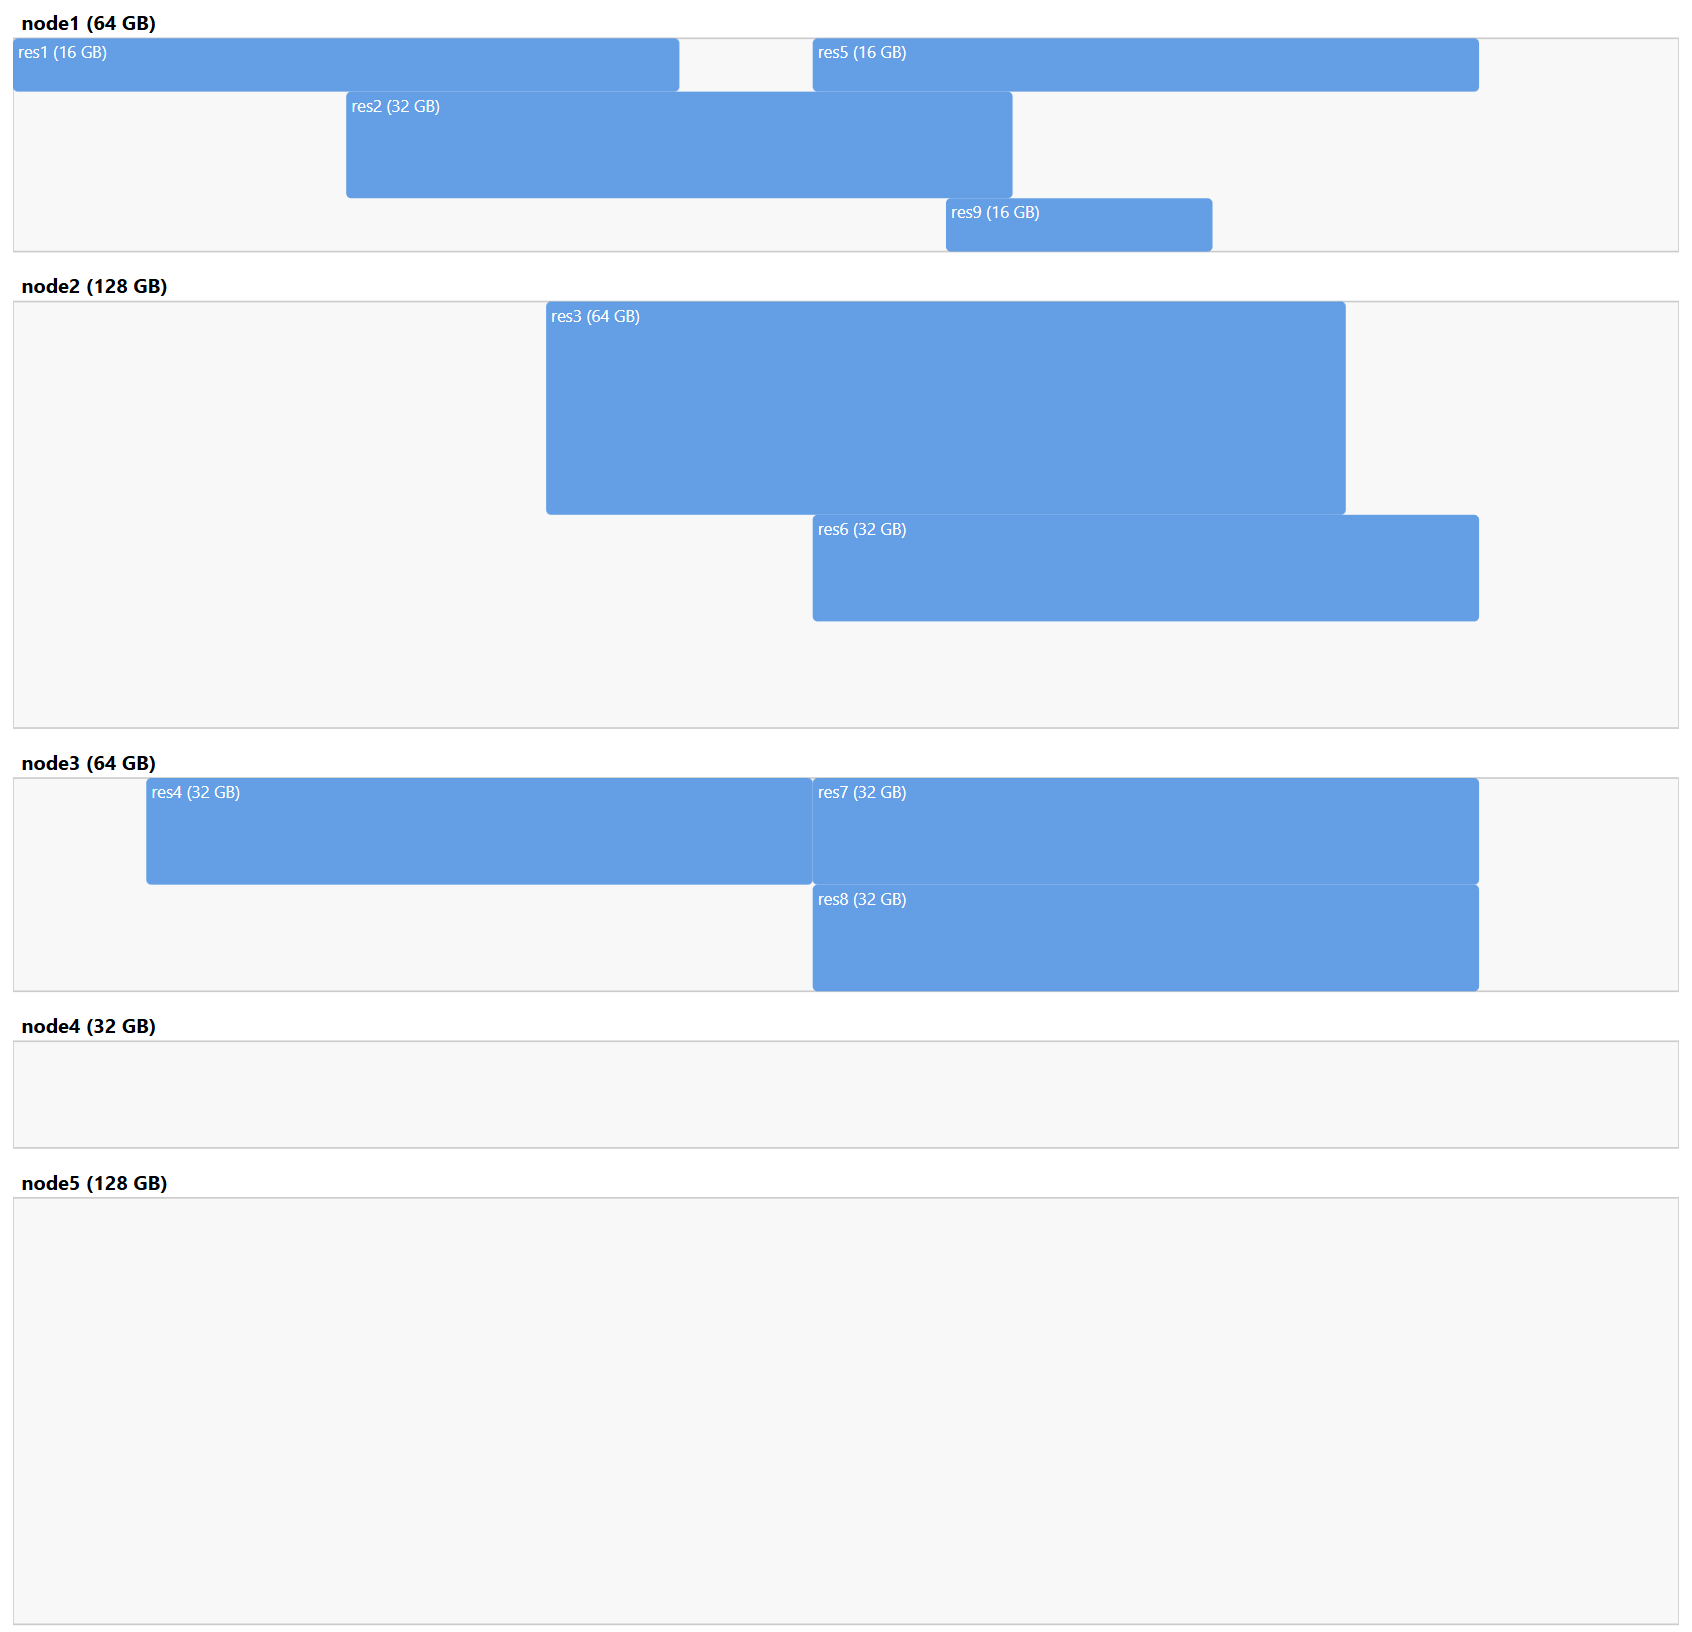 node1 (64 GB)
res1 (16 GB)
res5 (16 GB)
res2 (32 GB)
res9 (16 GB)
node2 (128 GB)
res3 (64 GB)
res6 (32 GB)
node3 (64 GB)
res4 (32 GB)
res7 (32 GB)
res8 (32 GB)
node4 (32 GB)
node5 (128 GB)